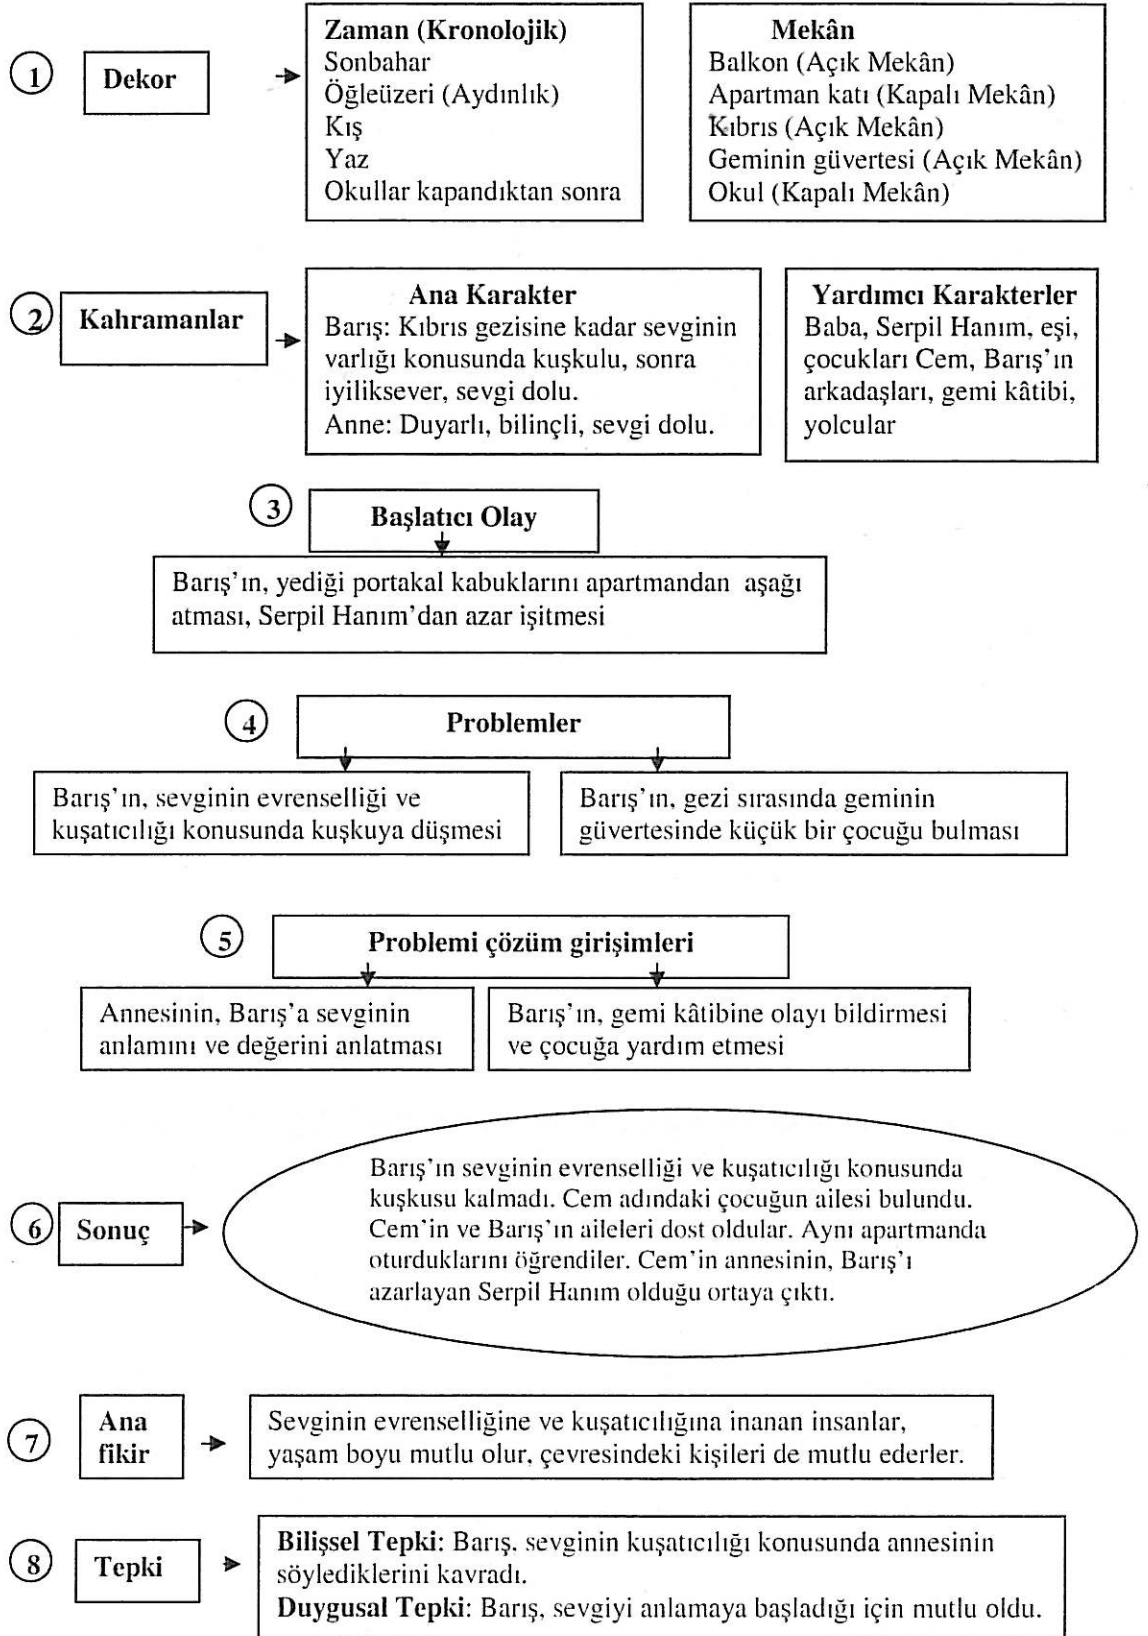 1
Dekor
Zaman (Kronolojik)
Sonbahar
Öğleüzeri (Aydınlık)
Kış
Yaz
Okullar kapandıktan sonra
Mekân
Balkon (Açık Mekân)
Apartman katı (Kapalı Mekân)
Kıbrıs (Açık Mekân)
Geminin güvertesi (Açık Mekân)
Okul (Kapalı Mekân)
2
Kahramanlar
Ana Karakter
Barış: Kıbrıs gezisine kadar sevginin
varlığı konusunda kuşkulu, sonra
iyiliksever, sevgi dolu.
Anne: Duyarlı, bilinçli, sevgi dolu.
Yardımcı Karakterler
Baba, Serpil Hanım, eşi,
çocukları Cem, Barış’ın
arkadaşları, gemi kâtibi,
yolcular
3
Başlatıcı Olay
Barış’ın, yediği portakal kabuklarını apartmandan aşağı
atması, Serpil Hanım’dan azar işitmesi
4
Problemler
Barış’ın, sevginin evrenselliği ve
kuşatıcılığı konusunda kuşkuya düşmesi
Barış’ın, gezi sırasında geminin
güvertesinde küçük bir çocuğu bulması
5
Problemi çözüm girişimleri
Annesinin, Barış’a sevginin
anlamını ve değerini anlatması
Barış’ın, gemi kâtibine olayı bildirmesi
ve çocuğa yardım etmesi
6
Sonuç
Barış’ın sevginin evrenselliği ve kuşatıcılığı konusunda
kuşkusu kalmadı. Cem adındaki çocuğun ailesi bulundu.
Cem’in ve Barış’ın aileleri dost oldular. Aynı apartmanda
oturduklarını öğrendiler. Cem’in annesinin, Barış’ı
azarlayan Serpil Hanım olduğu ortaya çıktı.
7
Ana
fikir
Sevginin evrenselliğine ve kuşatıcılığına inanan insanlar,
yaşam boyu mutlu olur, çevresindeki kişileri de mutlu ederler.
8
Tepki
Bilişsel Tepki: Barış, sevginin kuşatıcılığı konusunda annesinin
söylediklerini kavradı.
Duygusal Tepki: Barış, sevgiyi anlamaya başladığı için mutlu oldu.